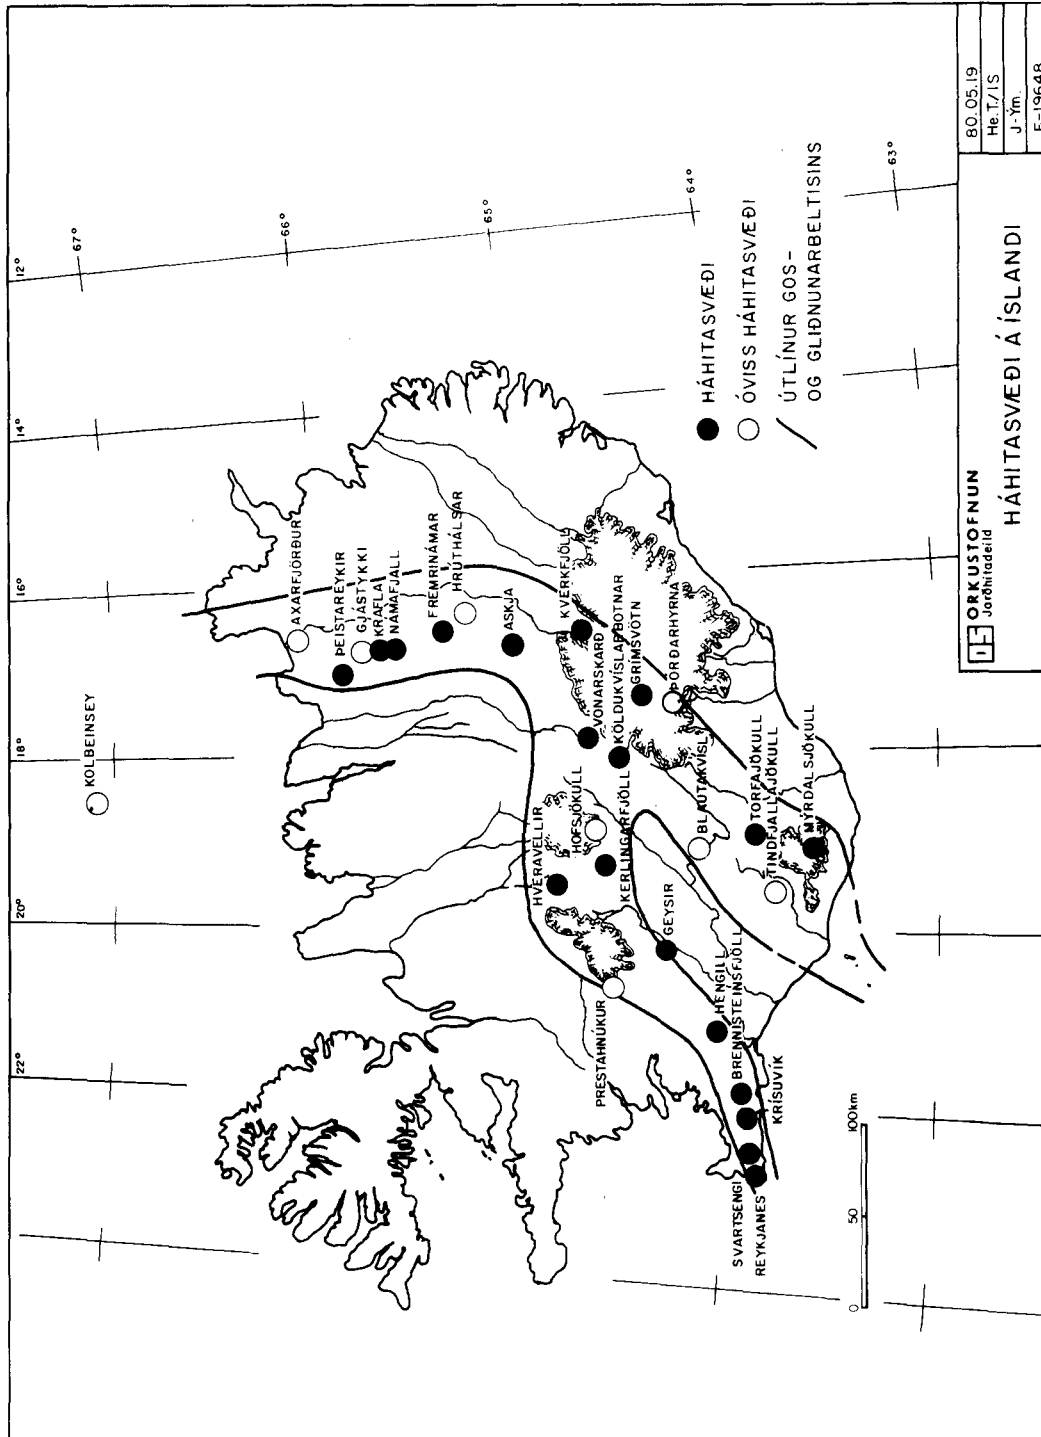 12°
14°
16°
18°
20°
22°
67°
66°
65°
64°
63°
KOLBEINSEY
AXARFJÖRÐUR
ÞEISTAREYKIR
GJÁSTYKKI
KRAFLA
NÁMAFJALL
FREMRINÁMAR
HRÚTHÁLSAR
ASKJA
KVERKFJÖLL
VONARSKARÐ
KÖLDUKVÍSLARBOTNAR
GRÍMSVÖTN
ÞÓRÐARHYRNA
HVERAVELLIR
HOFSJÖKULL
KERLINGARFJÖLL
BLAUTAKVÍSL
TORFAJÖKULL
TINDFJALLAJÖKULL
MÝRDALSJÖKULL
GEYSIR
PRESTAHNÚKUR
HENGILL
BRENNISTEINSFJÖLL
KRÍSUVÍK
SVARTSENGI
REYKJANES
0 50 100km
HÁHITASVÆÐI
ÓVISS HÁHITASVÆÐI
ÚTLÍNUR GOS-
OG GLIÐNUNARBELTISINS
ORKUSTOFNUN
Jarðhitadeild
HÁHITASVÆÐI Á ÍSLANDI
80.05.19
He.T./ÍS
J-Ým.
F-19648